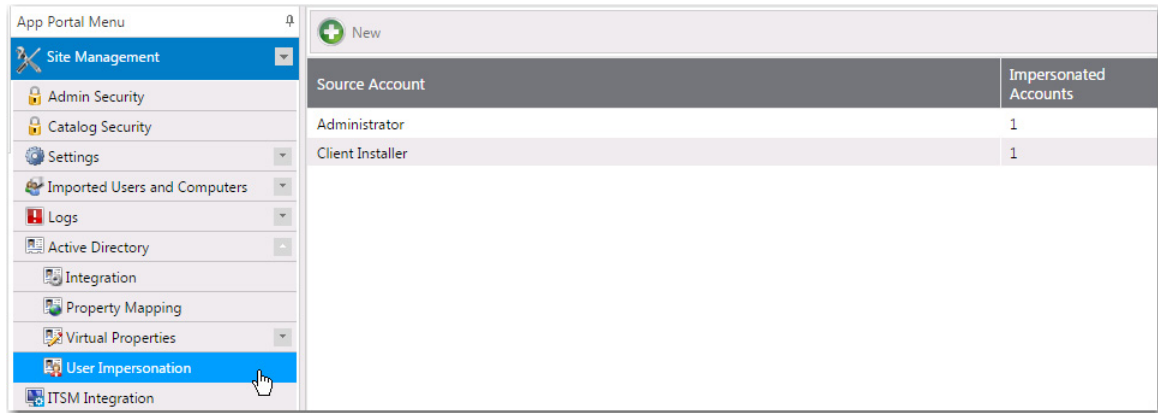 App Portal Menu
Site Management
Admin Security
Catalog Security
Settings
Imported Users and Computers
Logs
Active Directory
Integration
Property Mapping
Virtual Properties
User Impersonation
ITSM Integration
New
Source Account
Impersonated
Accounts
Administrator 1
Client Installer 1